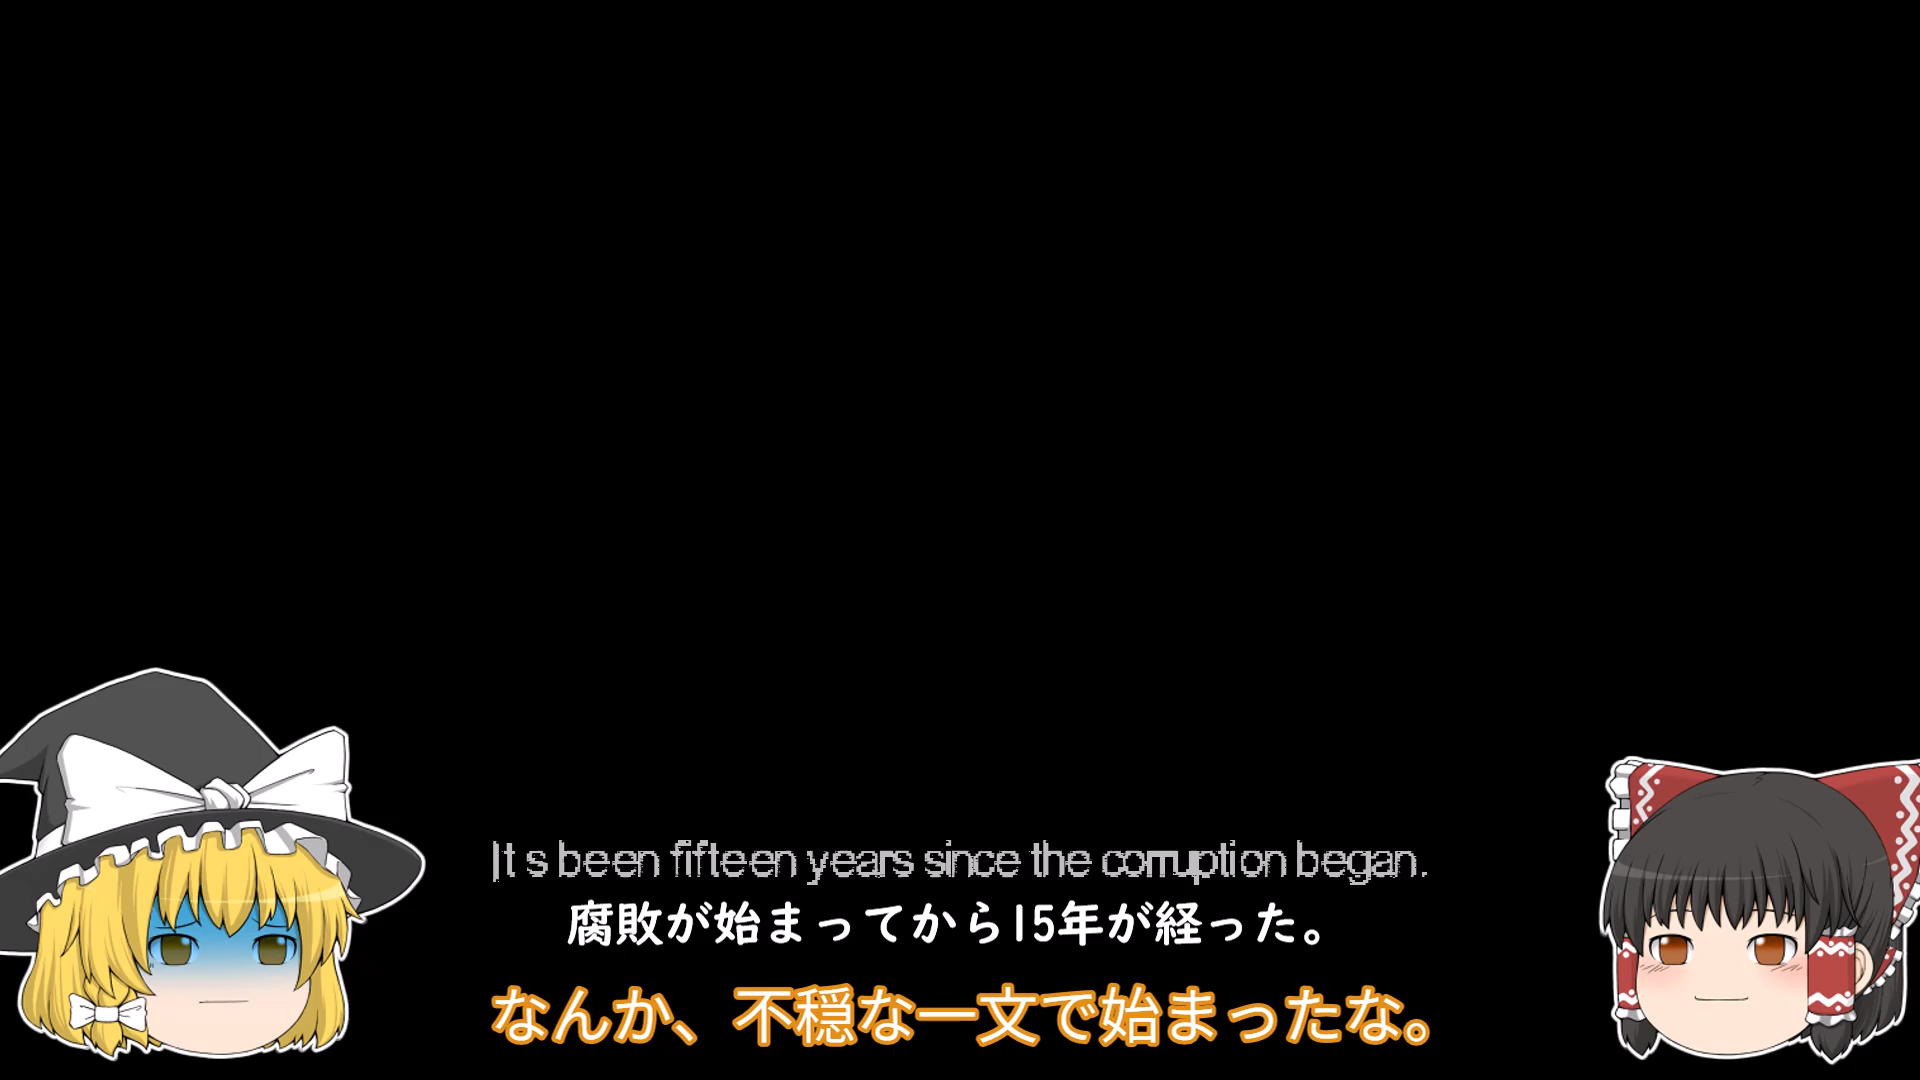 It s been fifteen years since the corruption began.
腐敗が始まってから15年が経った。
なんか、不穏な一文で始まったな。